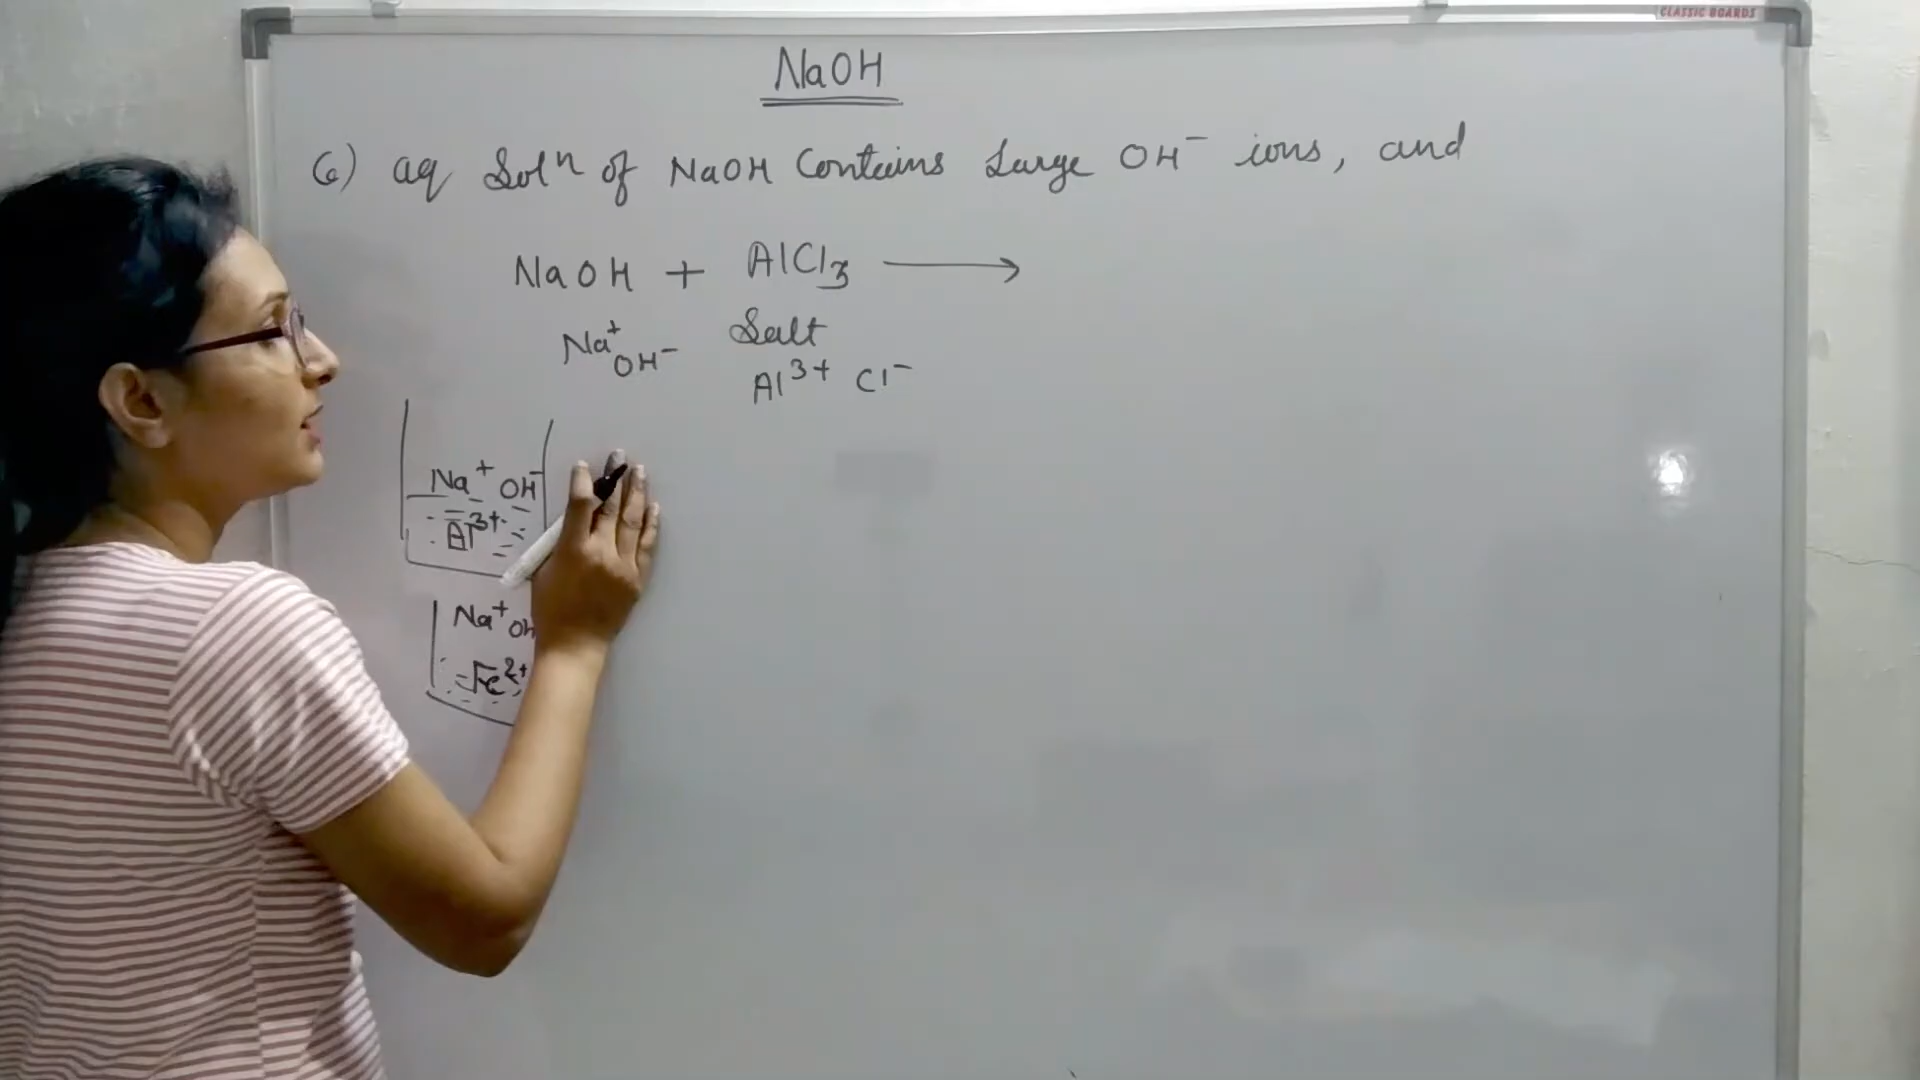 CLASSIC BOARDS
NaOH
6) aq Solⁿ of NaOH Contains Large OH⁻ ions, and
NaOH + AlCl₃ ⟶
Na⁺ OH⁻ Salt
Al³⁺ Cl⁻
Na⁺ OH⁻
Al³⁺
Na⁺ OH
Fe²⁺